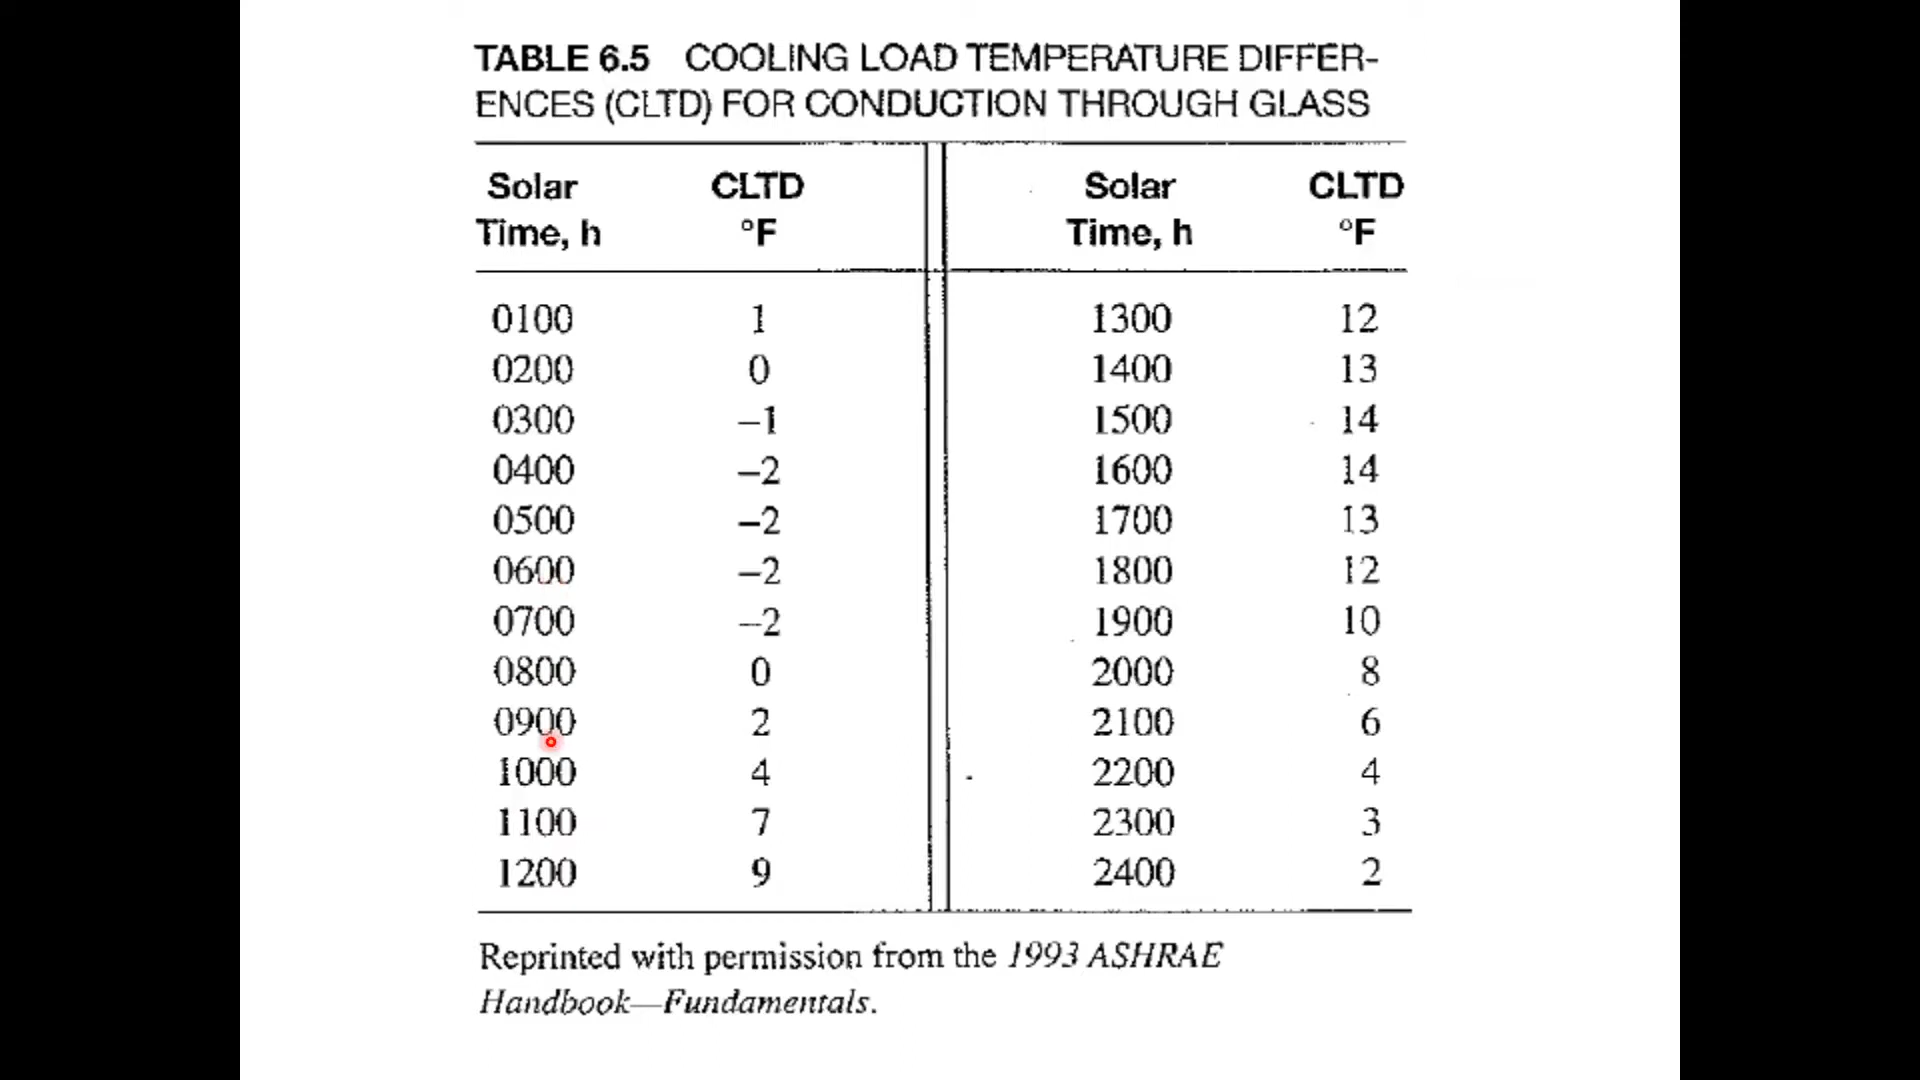 TABLE 6.5 COOLING LOAD TEMPERATURE DIFFER-
ENCES (CLTD) FOR CONDUCTION THROUGH GLASS
Solar CLTD Solar CLTD
Time, h °F Time, h °F
0100 1 1300 12
0200 0 1400 13
0300 –1 1500 14
0400 –2 1600 14
0500 –2 1700 13
0600 –2 1800 12
0700 –2 1900 10
0800 0 2000 8
0900 2 2100 6
1000 4 2200 4
1100 7 2300 3
1200 9 2400 2
Reprinted with permission from the 1993 ASHRAE
Handbook—Fundamentals.